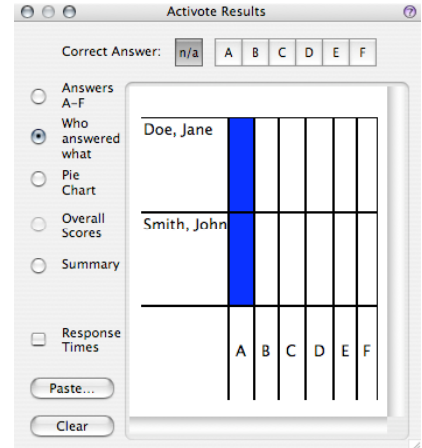 Activote Results
?
Correct Answer: n/a A B C D E F
Answers
A-F
Who
answered
what
Pie
Chart
Overall
Scores
Summary
Response
Times
Paste...
Clear
Doe, Jane
Smith, John
A B C D E F